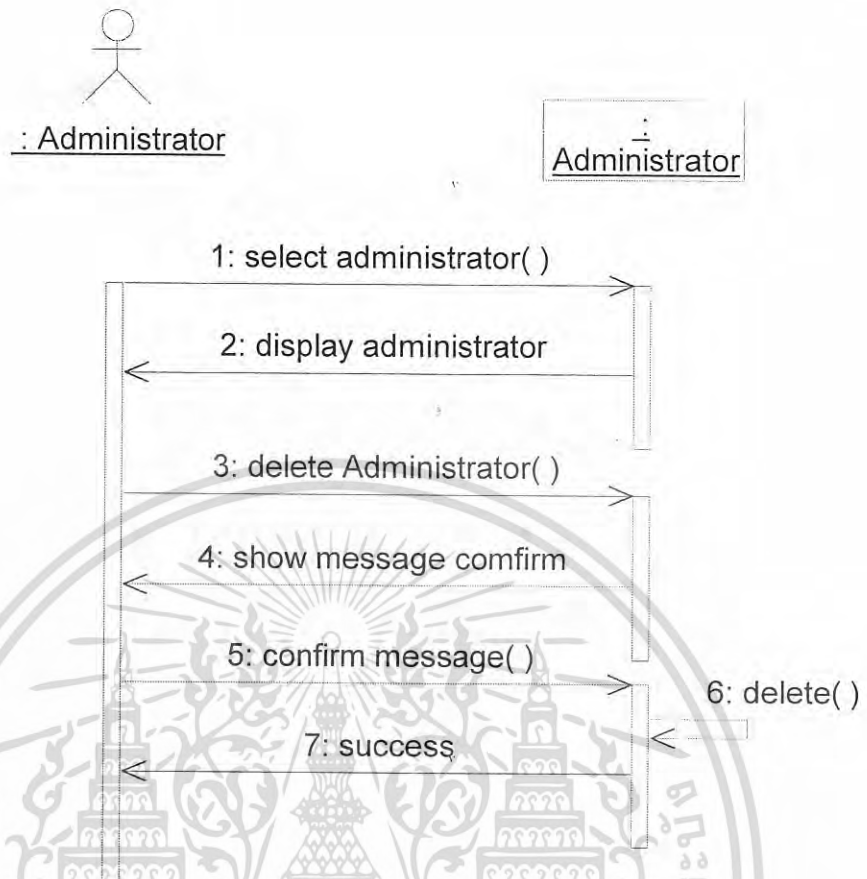 : Administrator
:
Administrator
1: select administrator( )
2: display administrator
3: delete Administrator( )
4: show message comfirm
5: confirm message( )
6: delete( )
7: success